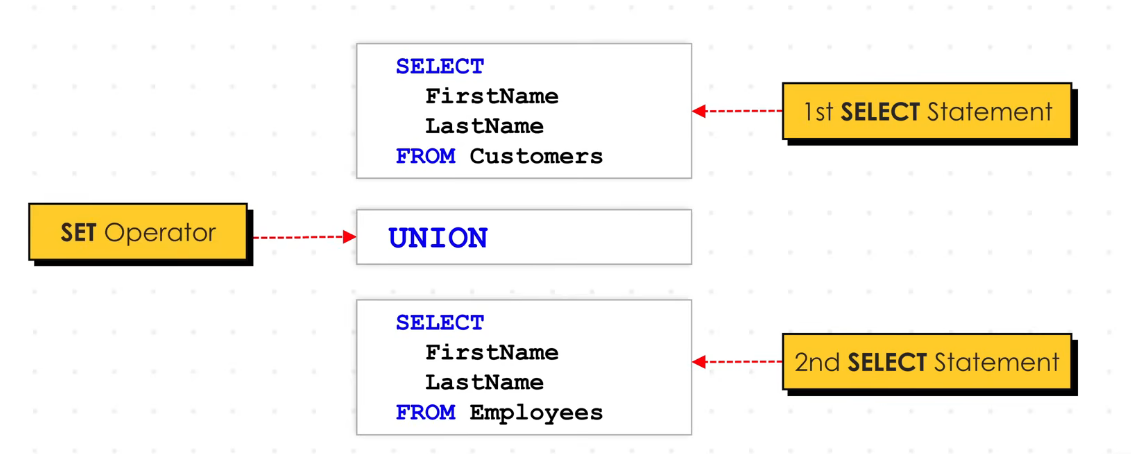 SELECT
FirstName
LastName
FROM Customers
1st SELECT Statement
SET Operator
UNION
SELECT
FirstName
LastName
FROM Employees
2nd SELECT Statement